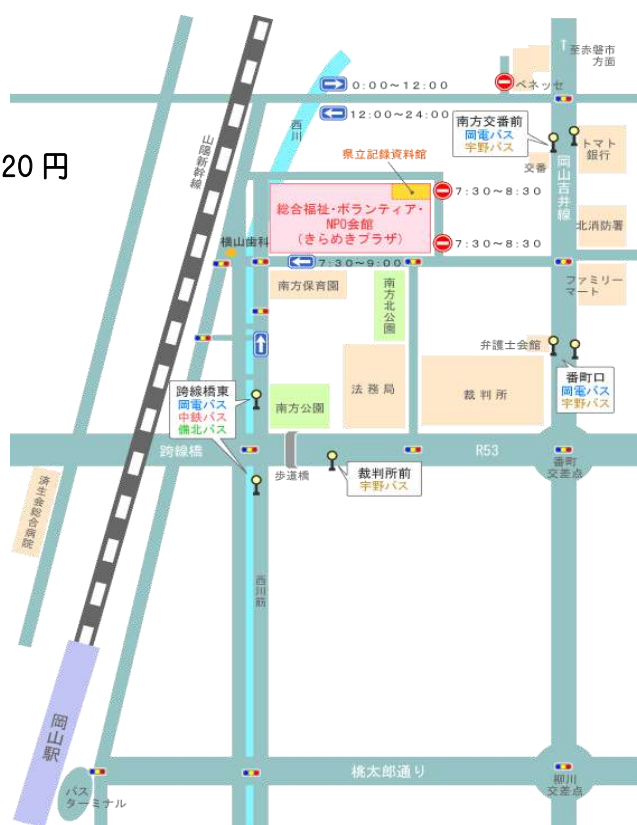 ↑至赤磐市
方面
ベネッセ
0:00～12:00
12:00～24:00
西川
山陽新幹線
南方交番前
岡電バス
宇野バス
交番
トマト
銀行
20 円
県立記録資料館
7:30～8:30
岡山吉井線
総合福祉・ボランティア・
NPO会館
(きらめきプラザ)
北消防署
横山歯科
7:30～8:30
7:30～9:00
南方保育園
南方北公園
ファミリー
マート
弁護士会館
法務局
裁判所
番町口
岡電バス
宇野バス
跨線橋東
岡電バス
中鉄バス
備北バス
南方公園
跨線橋
R53
番町
交差点
歩道橋
裁判所前
宇野バス
済生会総合病院
西川筋
岡山駅
桃太郎通り
柳川
交差点
バス
ターミナル